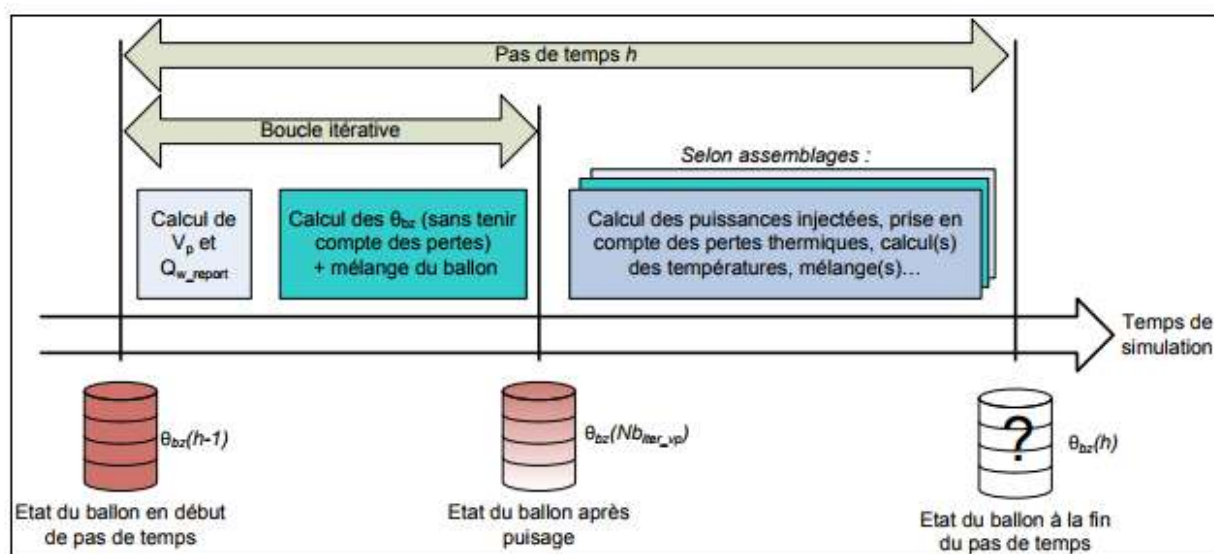 Pas de temps h
Boucle itérative
Selon assemblages :
Calcul de
Vp et
Qw_report
Calcul des θbz (sans tenir
compte des pertes)
+ mélange du ballon
Calcul des puissances injectées, prise en
compte des pertes thermiques, calcul(s)
des températures, mélange(s)…
Temps de
simulation
θbz(h-1)
θbz(Nbiter_vp)
?
θbz(h)
Etat du ballon en début
de pas de temps
Etat du ballon après
puisage
Etat du ballon à la fin
du pas de temps